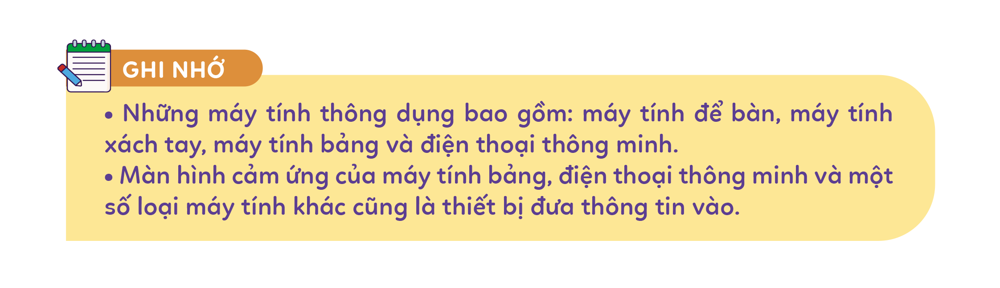 GHI NHỚ
• Những máy tính thông dụng bao gồm: máy tính để bàn, máy tính
xách tay, máy tính bảng và điện thoại thông minh.
• Màn hình cảm ứng của máy tính bảng, điện thoại thông minh và một
số loại máy tính khác cũng là thiết bị đưa thông tin vào.